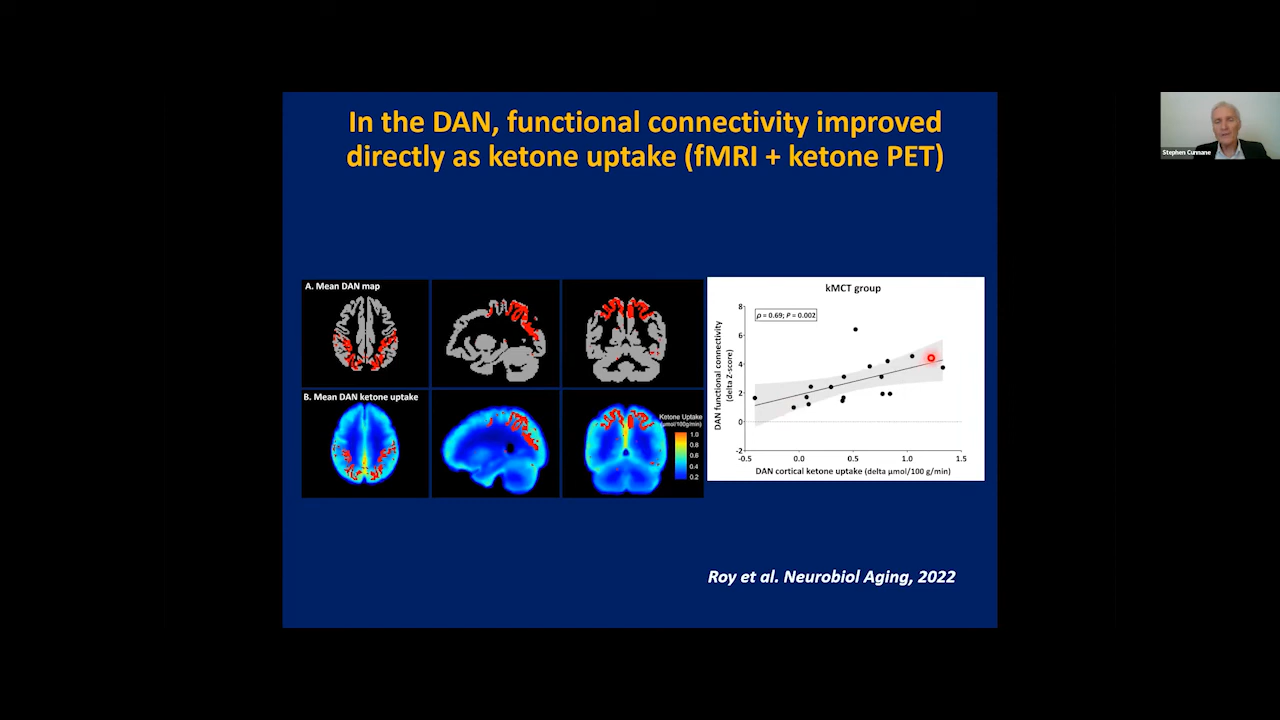 In the DAN, functional connectivity improved
directly as ketone uptake (fMRI + ketone PET)
Stephen Cunnane
A. Mean DAN map
B. Mean DAN ketone uptake
Ketone Uptake
(μmol/100g/min)
1.0
0.8
0.6
0.4
0.2
kMCT group
ρ = 0.69; P = 0.002
DAN functional connectivity
(delta Z-score)
8
6
4
2
0
-2
-0.5 0.0 0.5 1.0 1.5
DAN cortical ketone uptake (delta μmol/100 g/min)
Roy et al. Neurobiol Aging, 2022